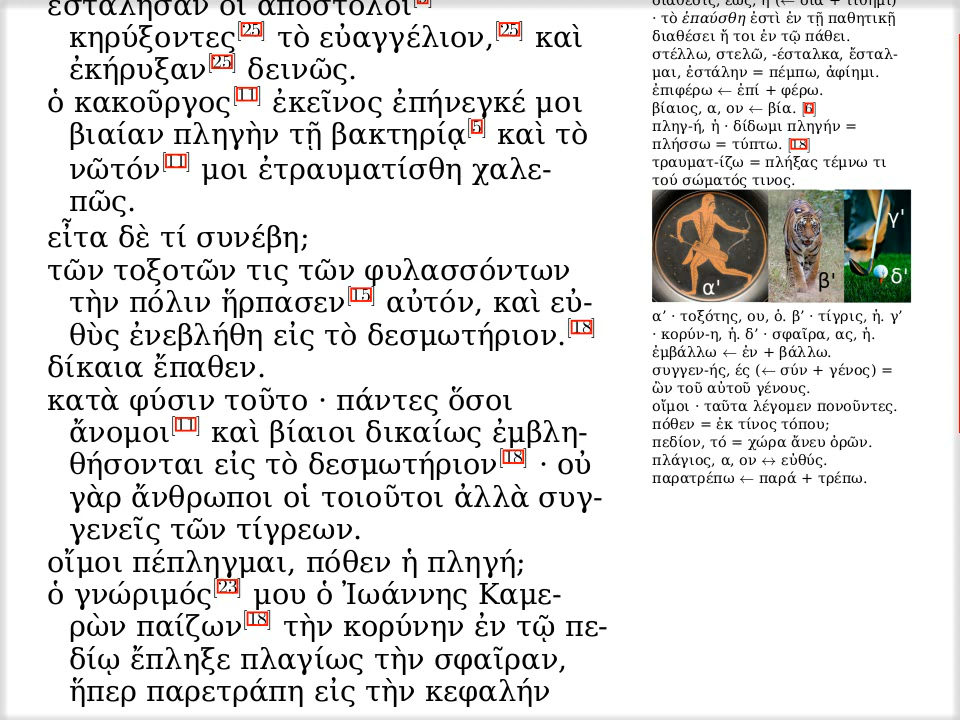 ἐστάλησαν οἱ ἀπόστολοι
κηρύξοντες[25] τὸ εὐαγγέλιον,[25] καὶ
ἐκήρυξαν[25] δεινῶς.
ὁ κακοῦργος[11] ἐκεῖνος ἐπήνεγκέ μοι
βιαίαν πληγὴν τῇ βακτηρίᾳ[5] καὶ τὸ
νῶτόν[11] μοι ἐτραυματίσθη χαλε-
πῶς.
εἶτα δὲ τί συνέβη;
τῶν τοξοτῶν τις τῶν φυλασσόντων
τὴν πόλιν ἥρπασεν[15] αὐτόν, καὶ εὐ-
θὺς ἐνεβλήθη εἰς τὸ δεσμωτήριον.[18]
δίκαια ἔπαθεν.
κατὰ φύσιν τοῦτο · πάντες ὅσοι
ἄνομοι[11] καὶ βίαιοι δικαίως ἐμβλη-
θήσονται εἰς τὸ δεσμωτήριον[18] · οὐ
γὰρ ἄνθρωποι οἱ τοιοῦτοι ἀλλὰ συγ-
γενεῖς τῶν τίγρεων.
οἴμοι πέπληγμαι, πόθεν ἡ πληγή;
ὁ γνώριμός[23] μου ὁ Ἰωάννης Καμε-
ρὼν παίζων[18] τὴν κορύνην ἐν τῷ πε-
δίῳ ἔπληξε πλαγίως τὴν σφαῖραν,
ἥπερ παρετράπη εἰς τὴν κεφαλήν
διάθεσις, εως, ἡ (← διά + τίθημι)
· τὸ ἐπαύσθη ἐστὶ ἐν τῇ παθητικῇ
διαθέσει ἤ τοι ἐν τῷ πάθει.
στέλλω, στελῶ, -έσταλκα, ἔσταλ-
μαι, ἐστάλην = πέμπω, ἀφίημι.
ἐπιφέρω ← ἐπί + φέρω.
βίαιος, α, ον ← βία. [6]
πληγ-ή, ἡ · δίδωμι πληγήν =
πλήσσω = τύπτω. [18]
τραυματ-ίζω = πλήξας τέμνω τι
τού σώματός τινος.
α' β' γ' δ'
α’ · τοξότης, ου, ὁ. β’ · τίγρις, ἡ. γ’
· κορύν-η, ἡ. δ’ · σφαῖρα, ας, ἡ.
ἐμβάλλω ← ἐν + βάλλω.
συγγεν-ής, ές (← σύν + γένος) =
ὢν τοῦ αὐτοῦ γένους.
οἴμοι · ταῦτα λέγομεν πονοῦντες.
πόθεν = ἐκ τίνος τόπου;
πεδίον, τό = χώρα ἄνευ ὀρῶν.
πλάγιος, α, ον ↔ εὐθύς.
παρατρέπω ← παρά + τρέπω.